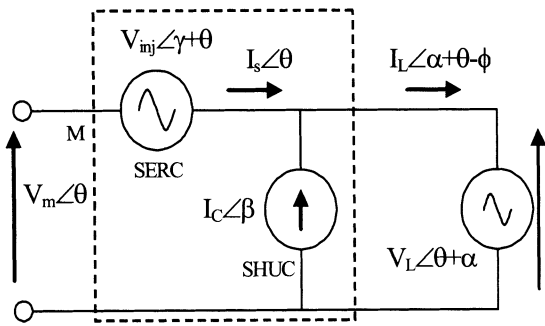 V_inj∠γ+θ
I_s∠θ
I_L∠α+θ-ϕ
M
SERC
V_m∠θ
I_C∠β
SHUC
V_L∠θ+α